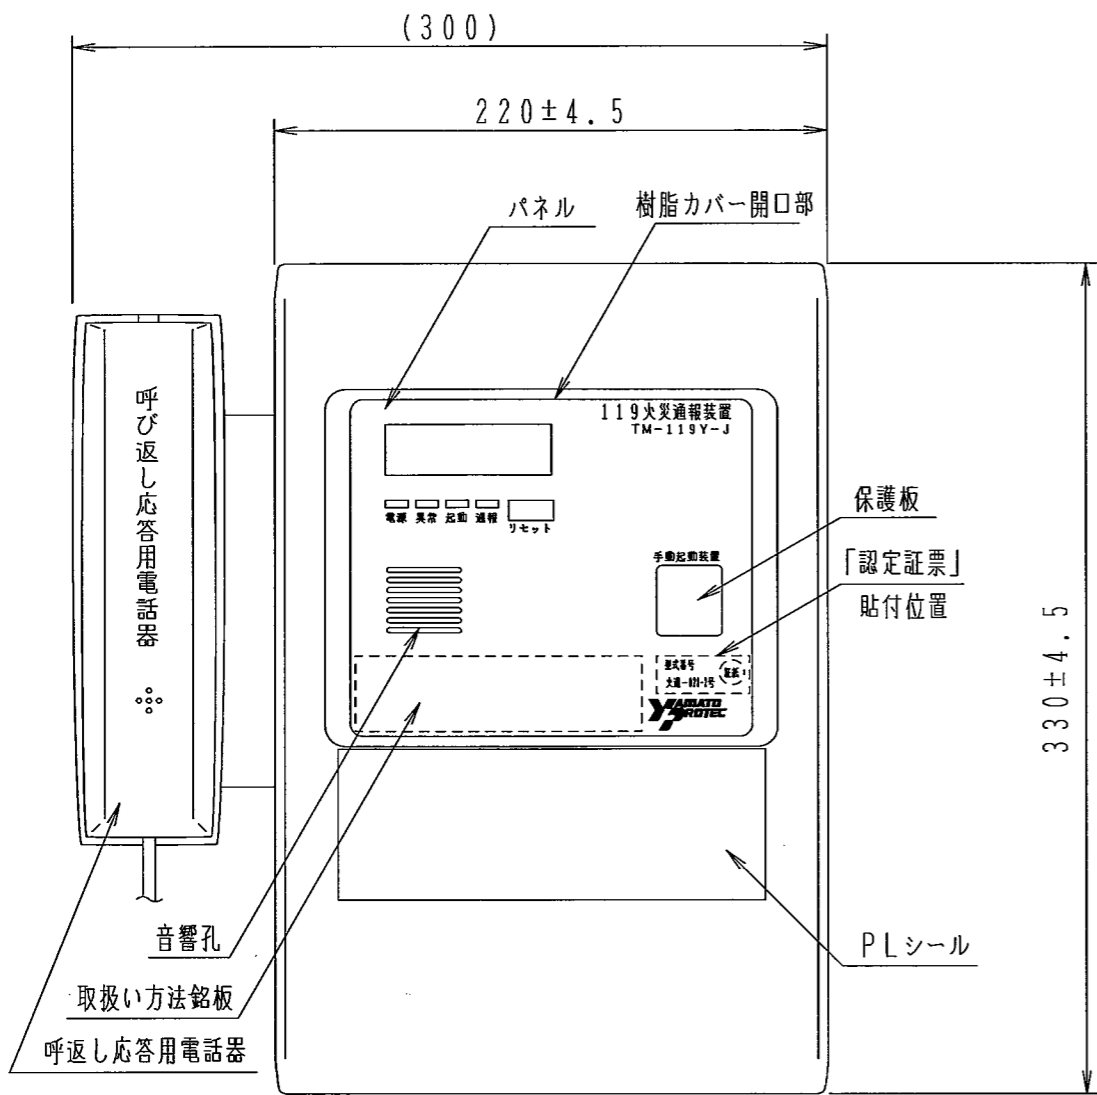 (300)
220±4.5
パネル
樹脂カバー開口部
119火災通報装置
TM-119Y-J
呼び返し応答用電話器
電源 異常 起動 通報
リセット
保護板
手動起動装置
「認定証票」
貼付位置
330±4.5
型式番号
証紙
YAMATO
PROTEC
音響孔
PLシール
取扱い方法銘板
呼返し応答用電話器